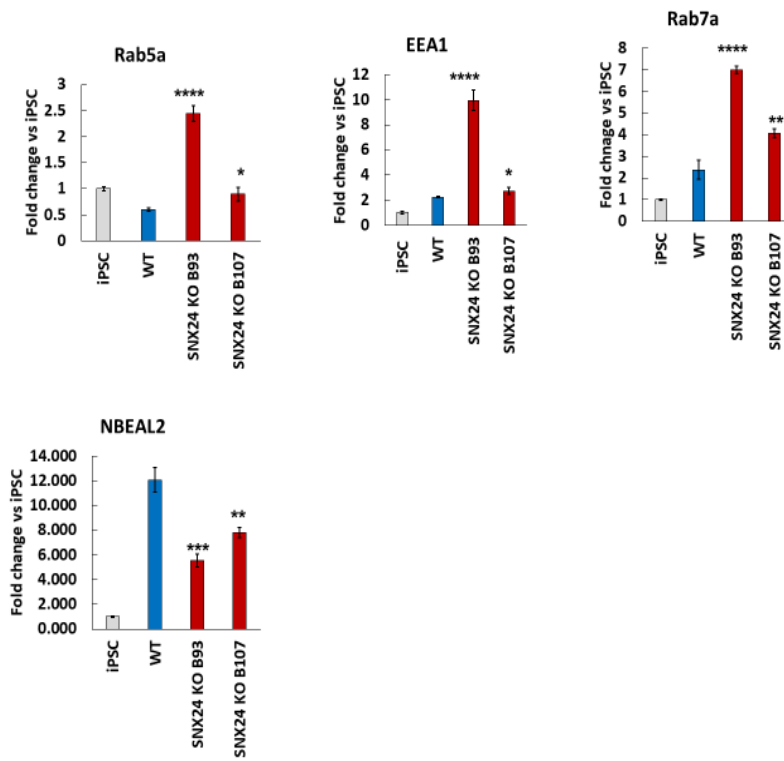 Rab5a
Fold change vs iPSC
3
2.5
2
1.5
1
0.5
0
****
*
iPSC
WT
SNX24 KO B93
SNX24 KO B107
EEA1
Fold change vs iPSC
12
10
8
6
4
2
0
****
*
iPSC
WT
SNX24 KO B93
SNX24 KO B107
Rab7a
Fold chnage vs iPSC
8
7
6
5
4
3
2
1
0
****
**
iPSC
WT
SNX24 KO B93
SNX24 KO B107
NBEAL2
Fold change vs iPSC
14.000
12.000
10.000
8.000
6.000
4.000
2.000
0.000
***
**
iPSC
WT
SNX24 KO B93
SNX24 KO B107